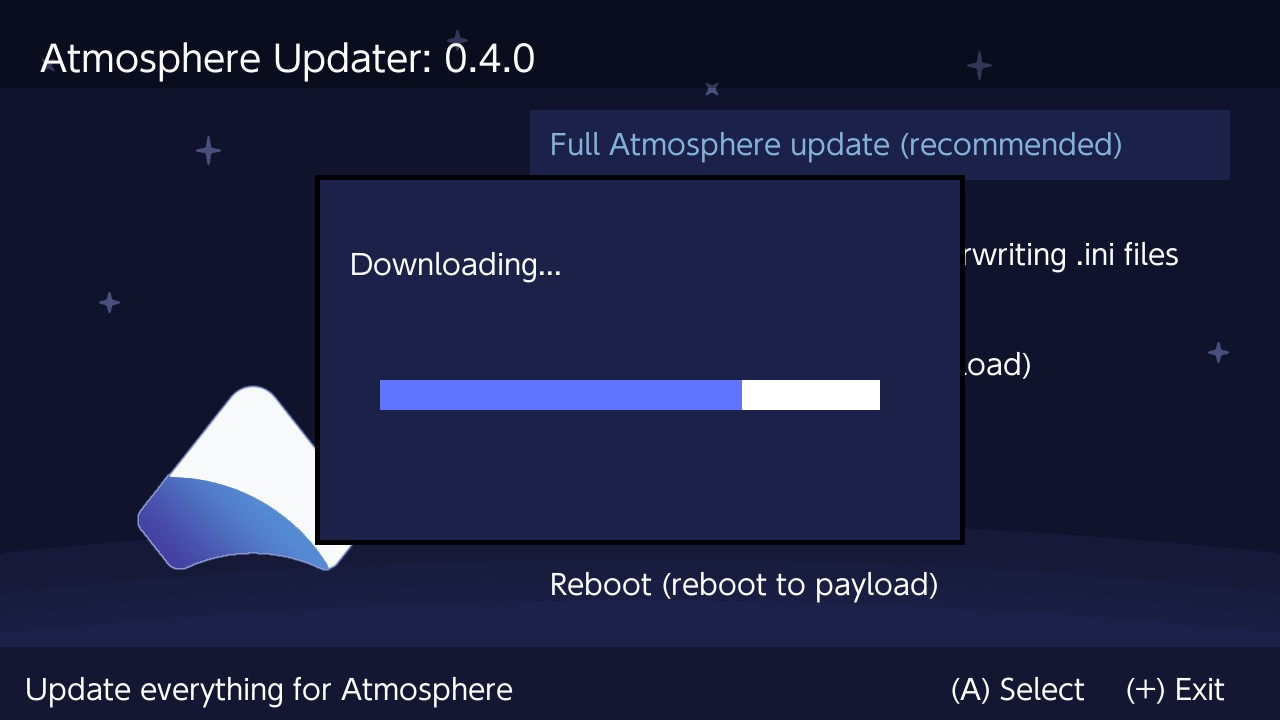 Atmosphere Updater: 0.4.0
Full Atmosphere update (recommended)
Downloading...
rwriting .ini files
load)
Reboot (reboot to payload)
Update everything for Atmosphere
(A) Select (+) Exit